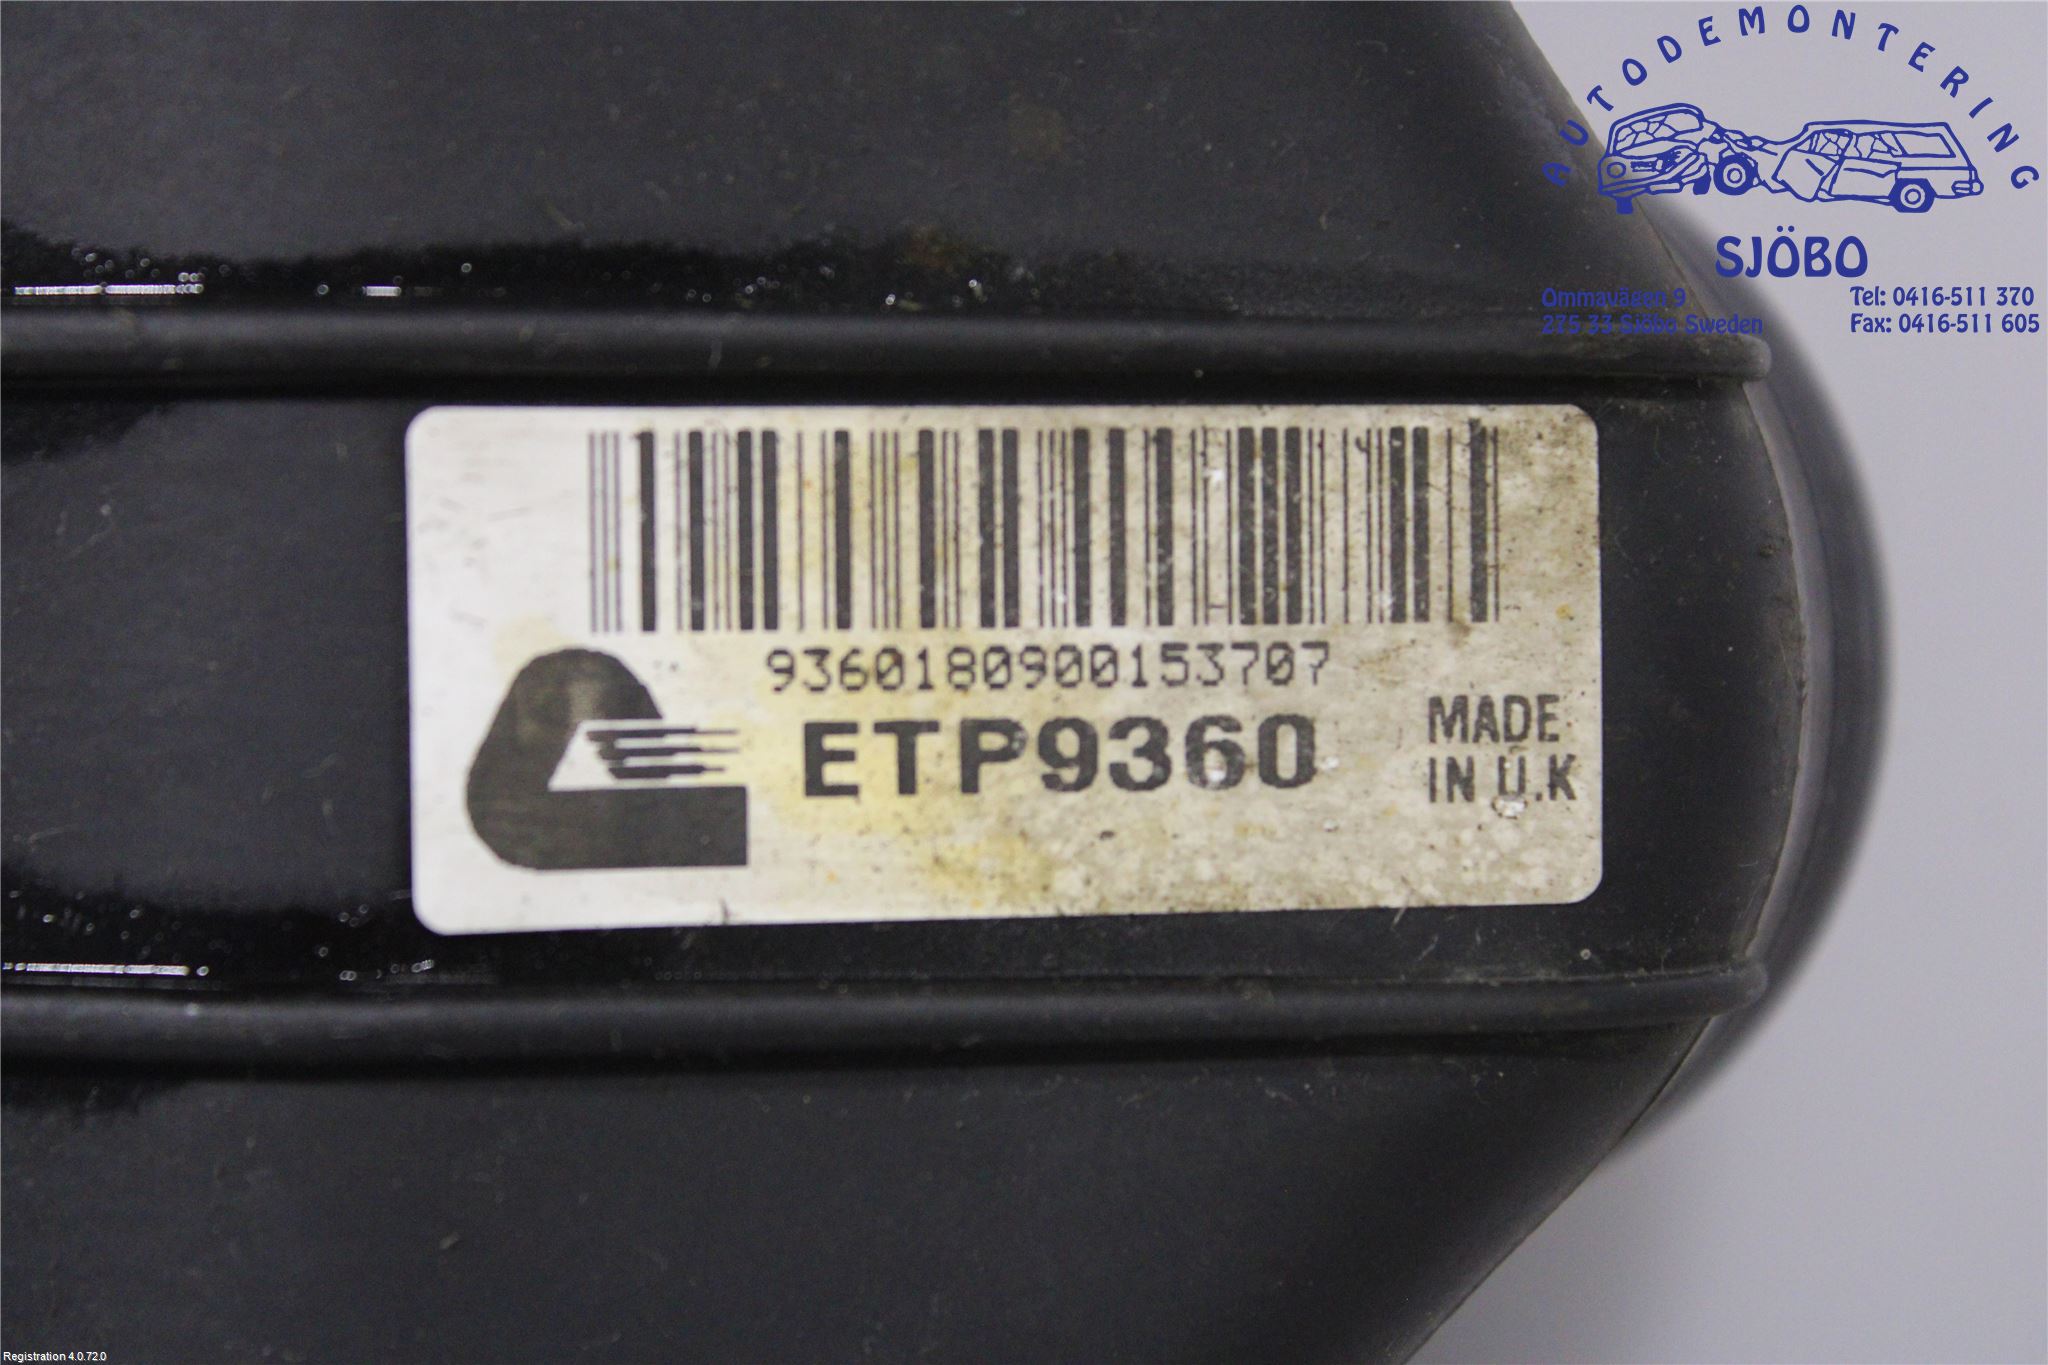 AUTODEMONTERING
SJÖBO
Ommavägen 9
275 33 Sjöbo Sweden
Tel: 0416-511 370
Fax: 0416-511 605
9360180900153707
ETP9360
MADE
IN U.K
Registration 4.0.72.0